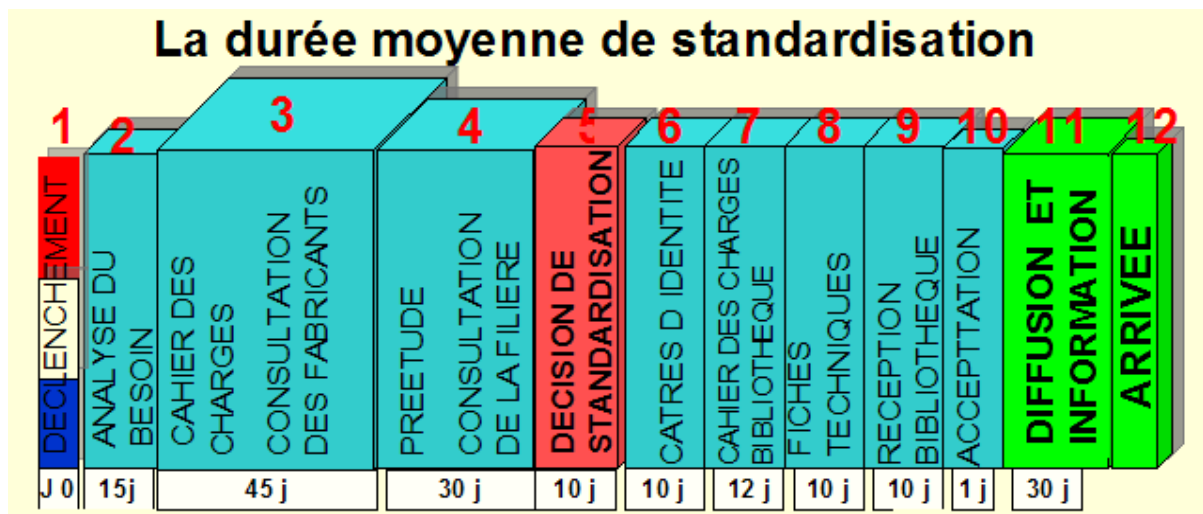 La durée moyenne de standardisation
1
2
3
4
5
6
7
8
9
10
11
12
DECLENCHEMENT
ANALYSE DU
BESOIN
CAHIER DES
CHARGES
CONSULTATION
DES FABRICANTS
PREETUDE
CONSULTATION
DE LA FILIERE
DECISION DE
STANDARDISATION
CATRES D IDENTITE
CAHIER DES CHARGES
BIBLIOTHEQUE
FICHES
TECHNIQUES
RECEPTION
BIBLIOTHEQUE
ACCEPTTATION
DIFFUSION ET
INFORMATION
ARRIVEE
J 0
15j
45 j
30 j
10 j
10 j
12 j
10 j
10 j
1 j
30 j